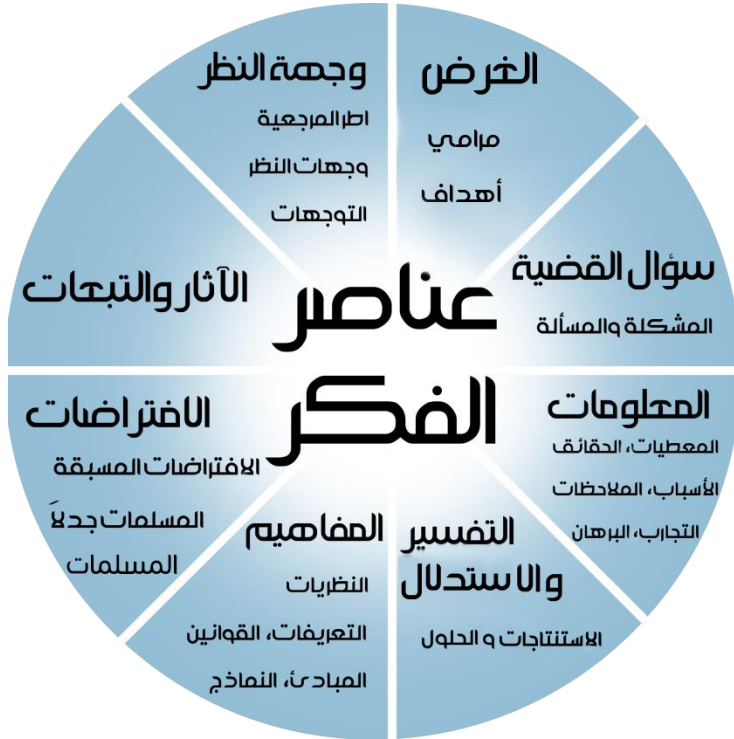 عناصر
الفكر
الغرض
مرامي
أهداف
سؤال القضية
المشكلة والمسألة
المعلومات
المعطيات، الحقائق
الأسباب، الملاحظات
التجارب، البرهان
التفسير
والاستدلال
الاستنتاجات و الحلول
المفاهيم
النظريات
التعريفات، القوانين
المبادئ، النماذج
الافتراضات
الافتراضات المسبقة
المسلمات جدلاً
المسلمات
الآثار والتبعات
وجهة النظر
اطر المرجعية
وجهات النظر
التوجهات